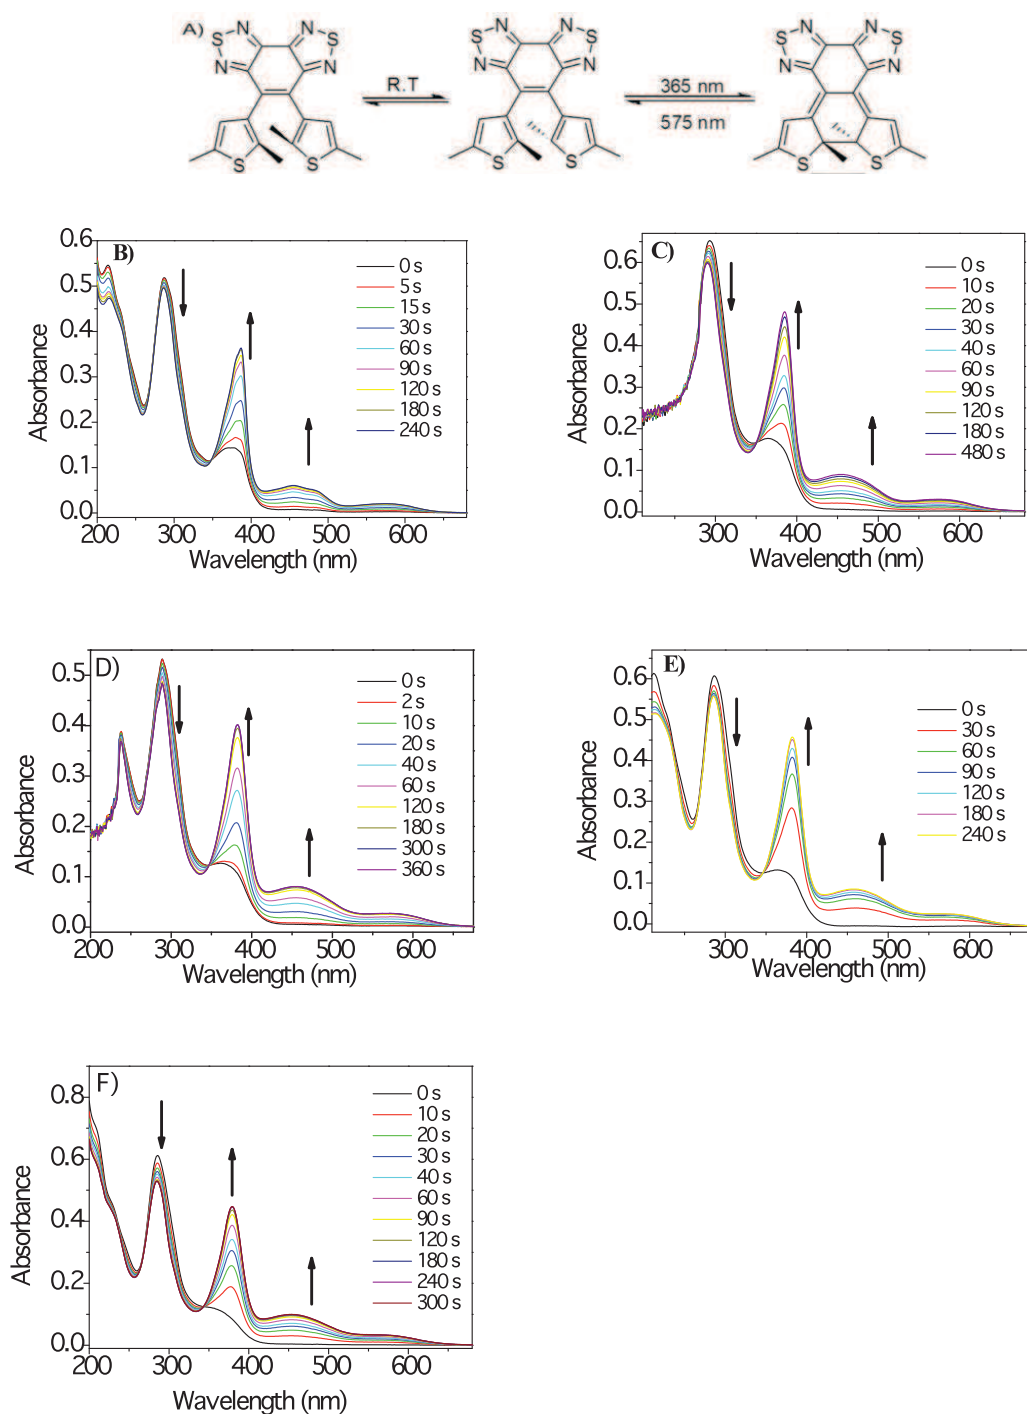 A)
N S N N S N
N S N N S N
N S N N S N
R.T
365 nm
575 nm
S S
S S
S S
B)
0.6
0.5
0.4
0.3
0.2
0.1
0.0
Absorbance
200 300 400 500 600
Wavelength (nm)
0 s
5 s
15 s
30 s
60 s
90 s
120 s
180 s
240 s
C)
0.6
0.4
0.2
0.0
Absorbance
300 400 500 600
Wavelength (nm)
0 s
10 s
20 s
30 s
40 s
60 s
90 s
120 s
180 s
480 s
D)
0.5
0.4
0.3
0.2
0.1
0.0
Absorbance
200 300 400 500 600
Wavelength (nm)
0 s
2 s
10 s
20 s
40 s
60 s
120 s
180 s
300 s
360 s
E)
0.6
0.5
0.4
0.3
0.2
0.1
0.0
Absorbance
300 400 500 600
Wavelength (nm)
0 s
30 s
60 s
90 s
120 s
180 s
240 s
F)
0.8
0.6
0.4
0.2
0.0
Absorbance
200 300 400 500 600
Wavelength (nm)
0 s
10 s
20 s
30 s
40 s
60 s
90 s
120 s
180 s
240 s
300 s